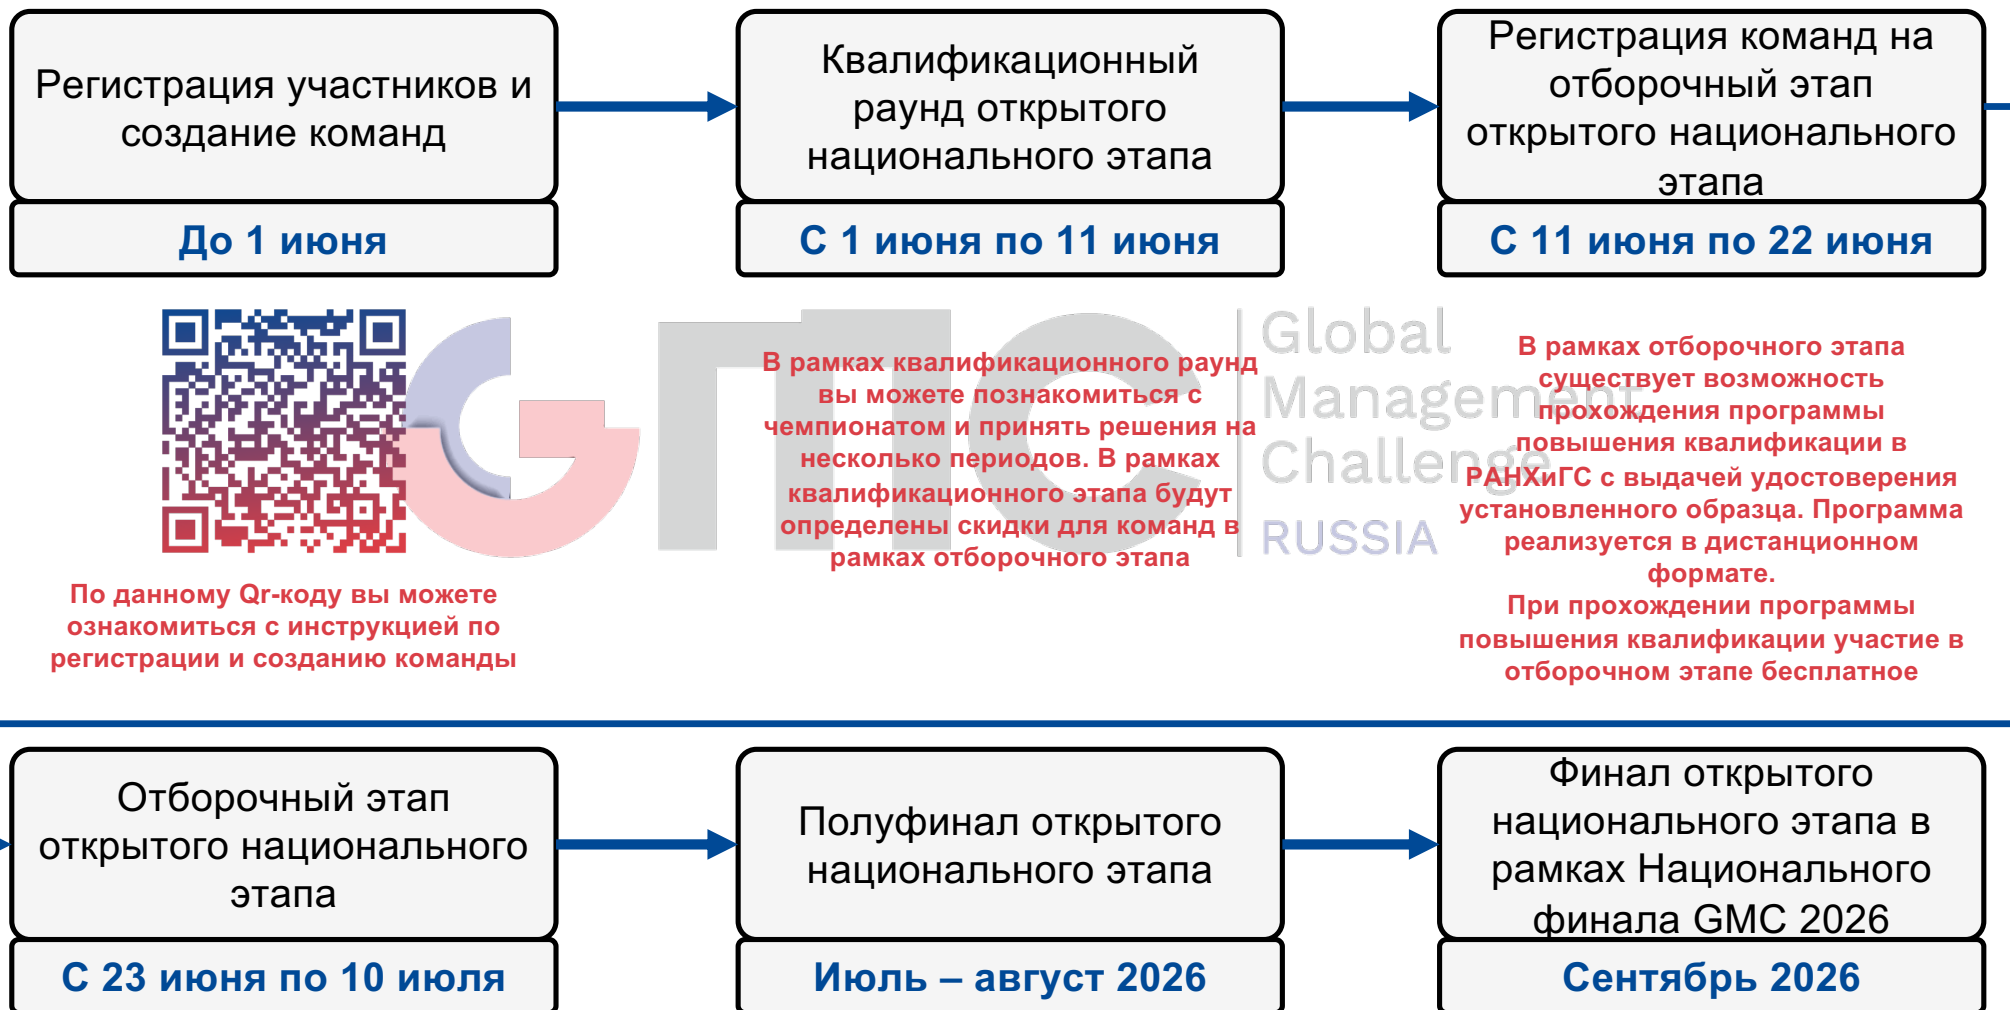 Регистрация участников и
создание команд
До 1 июня
Квалификационный
раунд открытого
национального этапа
С 1 июня по 11 июня
Регистрация команд на
отборочный этап
открытого национального
этапа
С 11 июня по 22 июня
По данному Qr-коду вы можете
ознакомиться с инструкцией по
регистрации и созданию команды
GMC
Global
Management
Challenge
RUSSIA
В рамках квалификационного раунд
вы можете познакомиться с
чемпионатом и принять решения на
несколько периодов. В рамках
квалификационного этапа будут
определены скидки для команд в
рамках отборочного этапа
В рамках отборочного этапа
существует возможность
прохождения программы
повышения квалификации в
РАНХиГС с выдачей удостоверения
установленного образца. Программа
реализуется в дистанционном
формате.
При прохождении программы
повышения квалификации участие в
отборочном этапе бесплатное
Отборочный этап
открытого национального
этапа
С 23 июня по 10 июля
Полуфинал открытого
национального этапа
Июль – август 2026
Финал открытого
национального этапа в
рамках Национального
финала GMC 2026
Сентябрь 2026